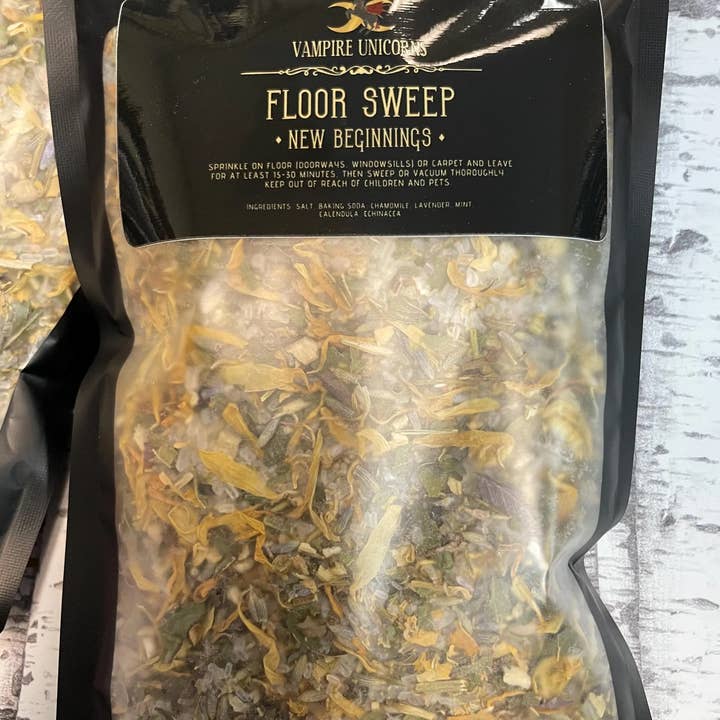 VAMPIRE UNICORNS
FLOOR SWEEP
• NEW BEGINNINGS •
SPRINKLE ON FLOOR (DOORWAYS, WINDOWSILLS) OR CARPET AND LEAVE
FOR AT LEAST 15-30 MINUTES, THEN SWEEP OR VACUUM THOROUGHLY
KEEP OUT OF REACH OF CHILDREN AND PETS
INGREDIENTS: SALT, BAKING SODA, CHAMOMILE, LAVENDER, MINT,
CALENDULA, ECHINACEA